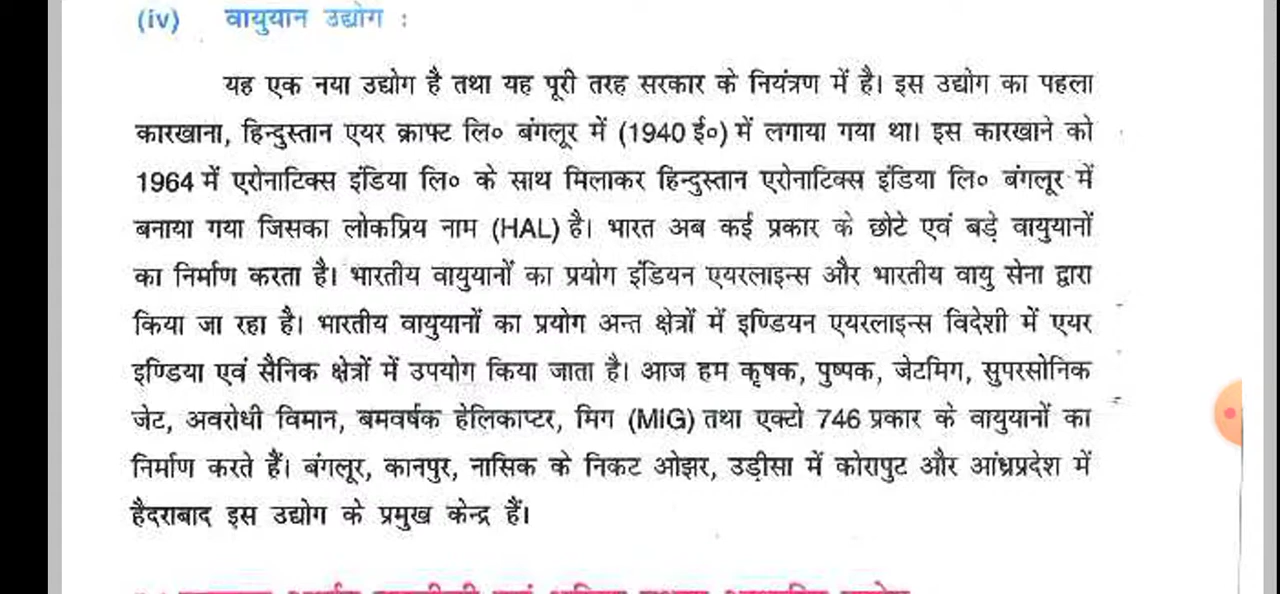 (iv) वायुयान उद्योग :
यह एक नया उद्योग है तथा यह पूरी तरह सरकार के नियंत्रण में है। इस उद्योग का पहला
कारखाना, हिन्दुस्तान एयर क्राफ्ट लि० बंगलूर में (1940 ई०) में लगाया गया था। इस कारखाने को
1964 में एरोनाटिक्स इंडिया लि० के साथ मिलाकर हिन्दुस्तान एरोनाटिक्स इंडिया लि० बंगलूर में
बनाया गया जिसका लोकप्रिय नाम (HAL) है। भारत अब कई प्रकार के छोटे एवं बड़े वायुयानों
का निर्माण करता है। भारतीय वायुयानों का प्रयोग इंडियन एयरलाइन्स और भारतीय वायु सेना द्वारा
किया जा रहा है। भारतीय वायुयानों का प्रयोग अन्त क्षेत्रों में इण्डियन एयरलाइन्स विदेशी में एयर
इण्डिया एवं सैनिक क्षेत्रों में उपयोग किया जाता है। आज हम कृषक, पुष्पक, जेटमिग, सुपरसोनिक
जेट, अवरोधी विमान, बमवर्षक हेलिकाप्टर, मिग (MIG) तथा एक्टो 746 प्रकार के वायुयानों का
निर्माण करते हैं। बंगलूर, कानपुर, नासिक के निकट ओझर, उड़ीसा में कोरापुट और आंध्रप्रदेश में
हैदराबाद इस उद्योग के प्रमुख केन्द्र हैं।